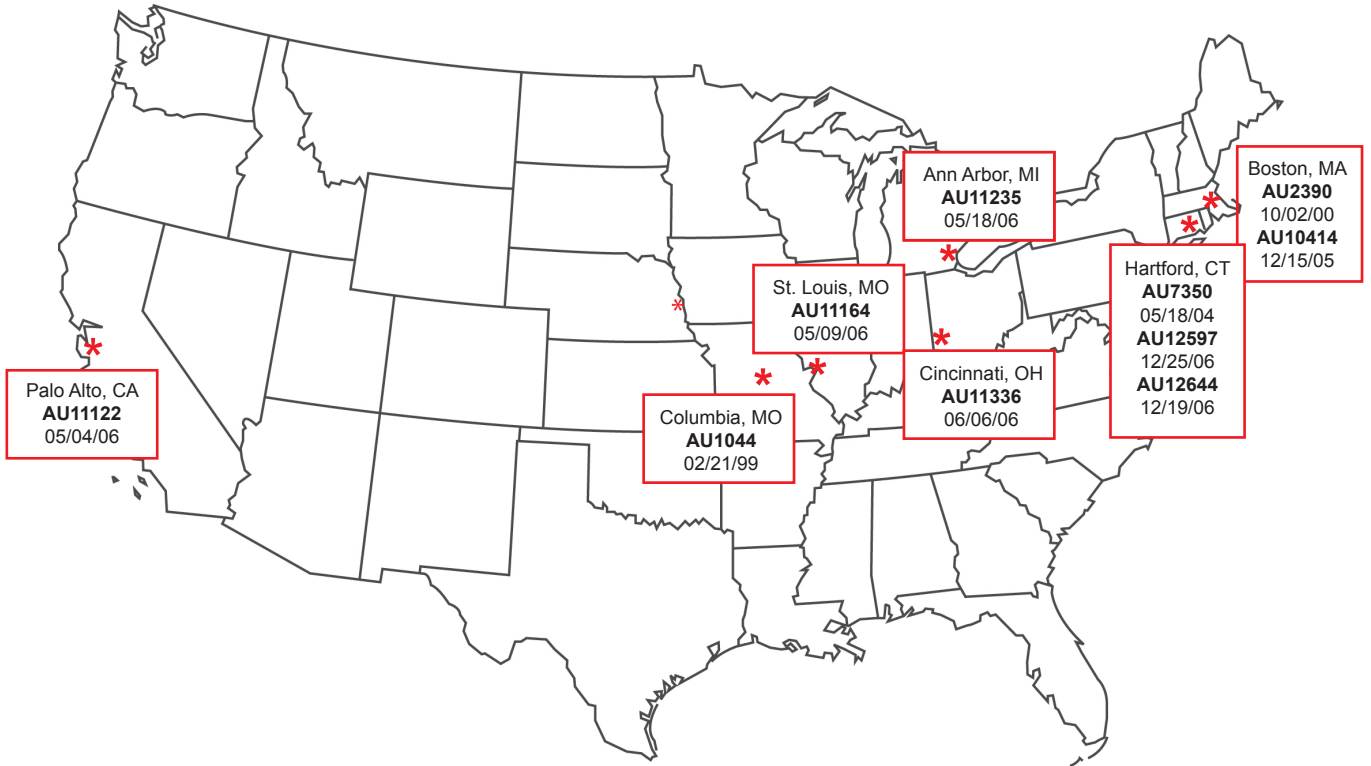 Ann Arbor, MI
AU11235
05/18/06
Boston, MA
AU2390
10/02/00
AU10414
12/15/05
Hartford, CT
AU7350
05/18/04
AU12597
12/25/06
AU12644
12/19/06
St. Louis, MO
AU11164
05/09/06
Cincinnati, OH
AU11336
06/06/06
Palo Alto, CA
AU11122
05/04/06
Columbia, MO
AU1044
02/21/99